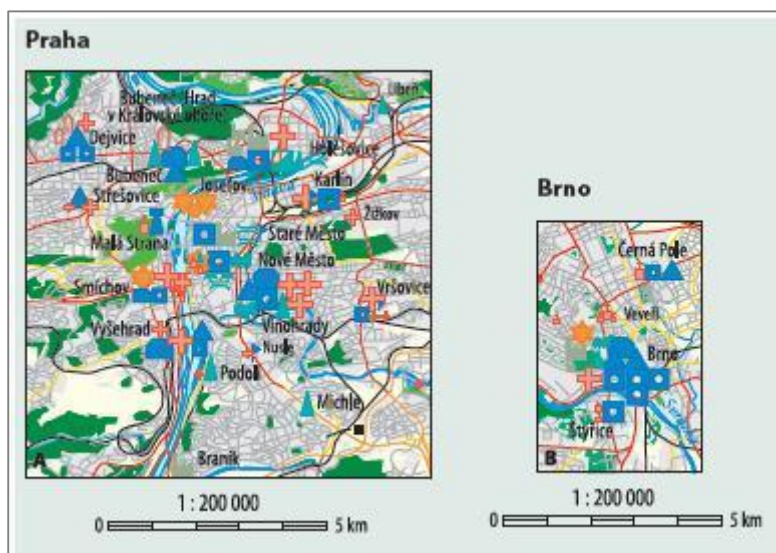 Praha
Libeň
Bubeneč, Hrad
v Královské oboře
Dejvice
Holešovice
Bubeneč
Josefov
Karlín
Střešovice
Žižkov
Malá Strana
Staré Město
Nové Město
Smíchov
Vršovice
Vyšehrad
Vinohrady
Nusle
Podolí
Michle
Braník
A
1 : 200 000
0 5 km
Brno
Černá Pole
Veveří
Brno
Štýřice
B
1 : 200 000
0 5 km